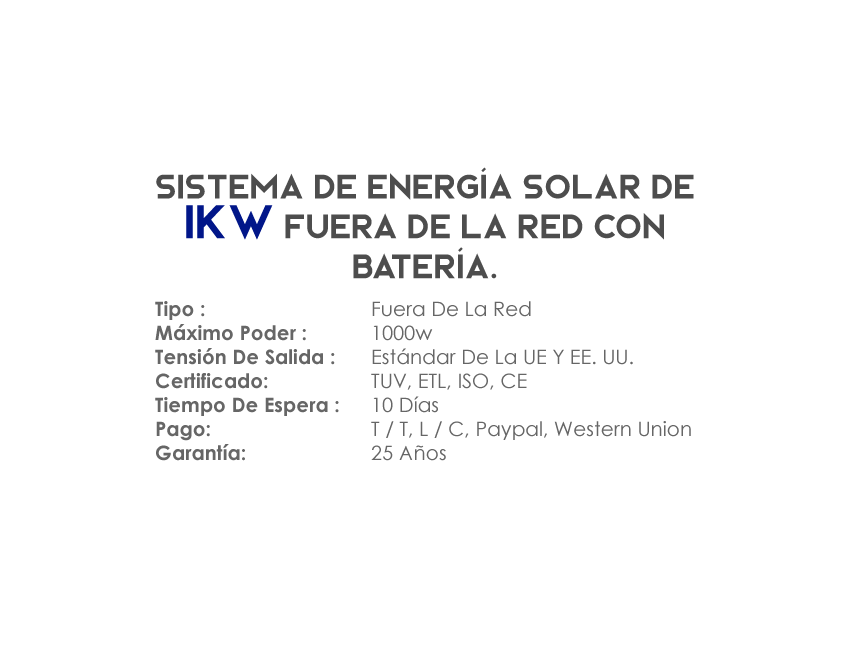 SISTEMA DE ENERGÍA SOLAR DE
1KW FUERA DE LA RED CON
BATERÍA.
Tipo : Fuera De La Red
Máximo Poder : 1000w
Tensión De Salida : Estándar De La UE Y EE. UU.
Certificado: TUV, ETL, ISO, CE
Tiempo De Espera : 10 Días
Pago: T / T, L / C, Paypal, Western Union
Garantía: 25 Años